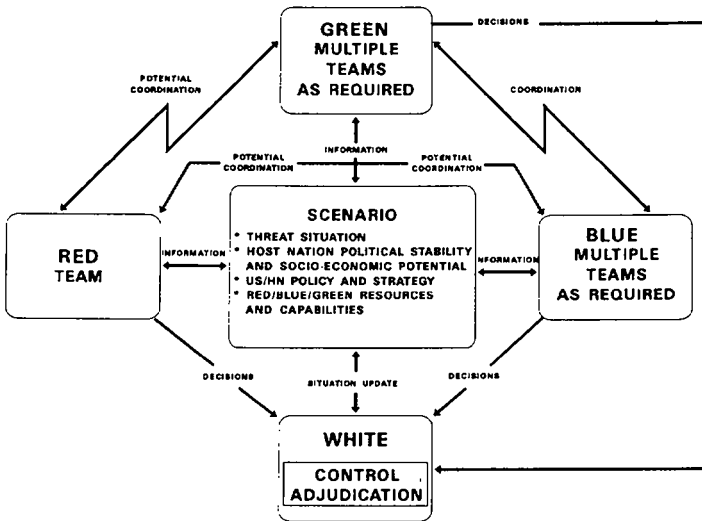 GREEN
MULTIPLE
TEAMS
AS REQUIRED
DECISIONS
POTENTIAL
COORDINATION
COORDINATION
INFORMATION
POTENTIAL
COORDINATION
POTENTIAL
COORDINATION
RED
TEAM
INFORMATION
SCENARIO
• THREAT SITUATION
• HOST NATION POLITICAL STABILITY
AND SOCIO-ECONOMIC POTENTIAL
• US/HN POLICY AND STRATEGY
• RED/BLUE/GREEN RESOURCES
AND CAPABILITIES
INFORMATION
BLUE
MULTIPLE
TEAMS
AS REQUIRED
DECISIONS
SITUATION UPDATE
DECISIONS
WHITE
CONTROL
ADJUDICATION